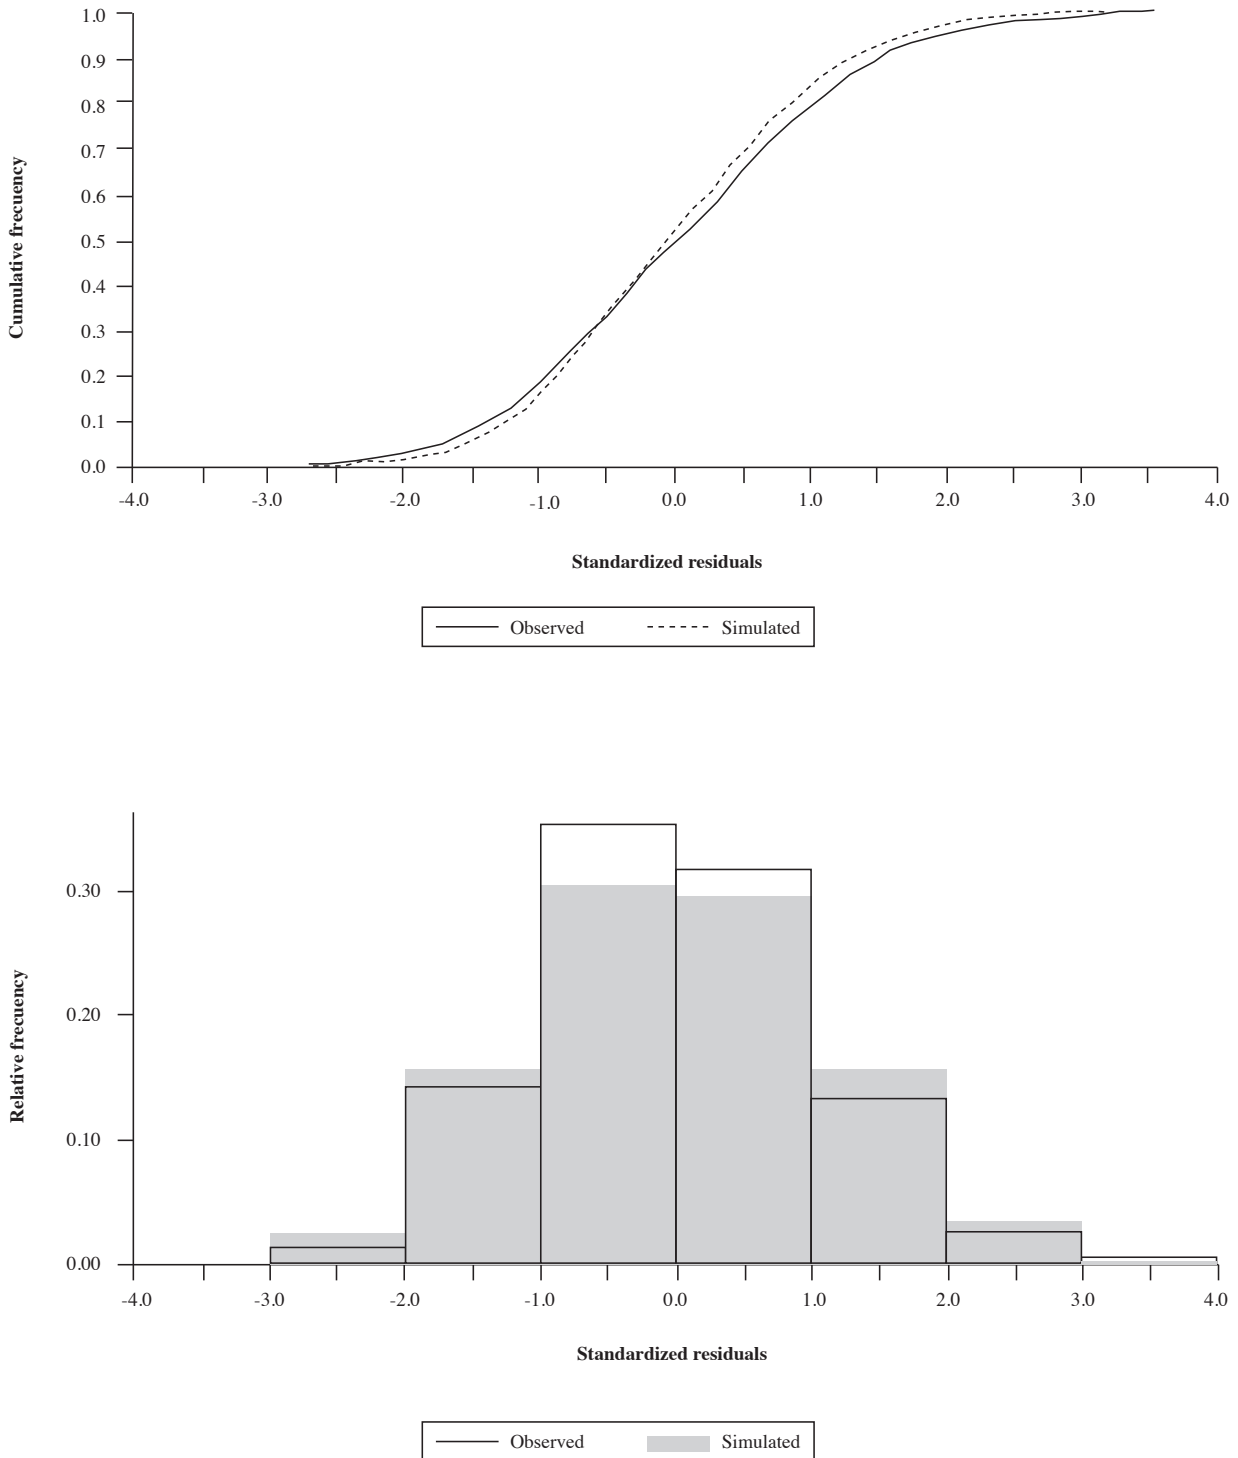 1.0
0.9
0.8
0.7
0.6
0.5
0.4
0.3
0.2
0.1
0.0
Cumulative frecuency
-4.0 -3.0 -2.0 -1.0 0.0 1.0 2.0 3.0 4.0
Standardized residuals
Observed Simulated
0.30
0.20
0.10
0.00
Relative frecuency
-4.0 -3.0 -2.0 -1.0 0.0 1.0 2.0 3.0 4.0
Standardized residuals
Observed Simulated